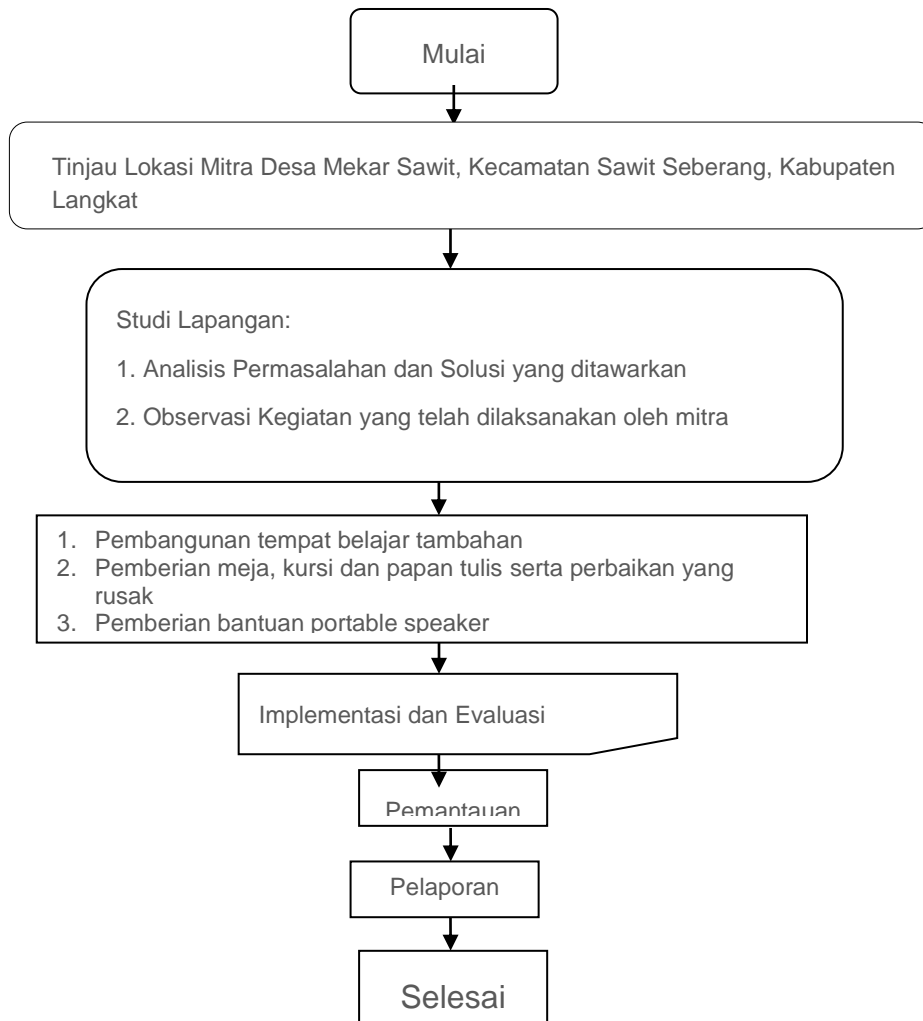 Mulai
Tinjau Lokasi Mitra Desa Mekar Sawit, Kecamatan Sawit Seberang, Kabupaten
Langkat
Studi Lapangan:
1. Analisis Permasalahan dan Solusi yang ditawarkan
2. Observasi Kegiatan yang telah dilaksanakan oleh mitra
1. Pembangunan tempat belajar tambahan
2. Pemberian meja, kursi dan papan tulis serta perbaikan yang
rusak
3. Pemberian bantuan portable speaker
Implementasi dan Evaluasi
Pemantauan
Pelaporan
Selesai